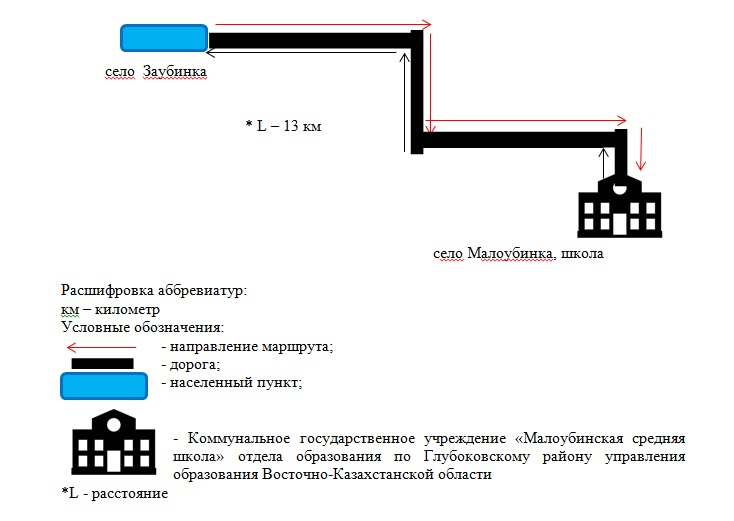 село Заубинка
* L – 13 км
село Малоубинка, школа
Расшифровка аббревиатур:
км – километр
Условные обозначения:
- направление маршрута;
- дорога;
- населенный пункт;
- Коммунальное государственное учреждение «Малоубинская средняя
школа» отдела образования по Глубоковскому району управления
образования Восточно-Казахстанской области
*L - расстояние